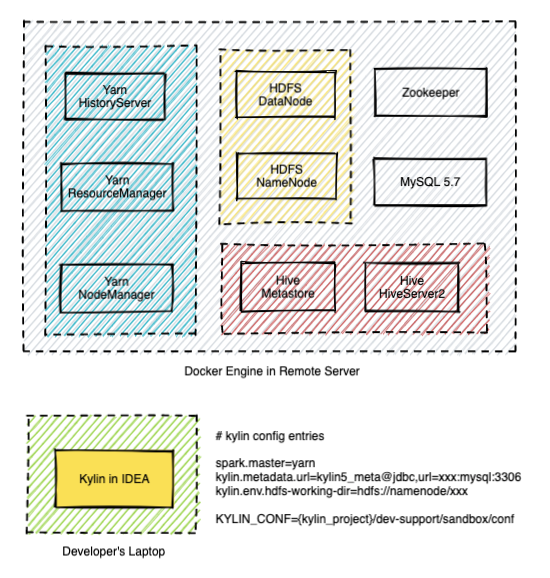 Yarn
HistoryServer
HDFS
DataNode
Zookeeper
Yarn
ResourceManager
HDFS
NameNode
MySQL 5.7
Yarn
NodeManager
Hive
Metastore
Hive
HiveServer2
Docker Engine in Remote Server
Kylin in IDEA
Developer's Laptop
# kylin config entries
spark.master=yarn
kylin.metadata.url=kylin5_meta@jdbc,url=xxx:mysql:3306
kylin.env.hdfs-working-dir=hdfs://namenode/xxx
KYLIN_CONF={kylin_project}/dev-support/sandbox/conf